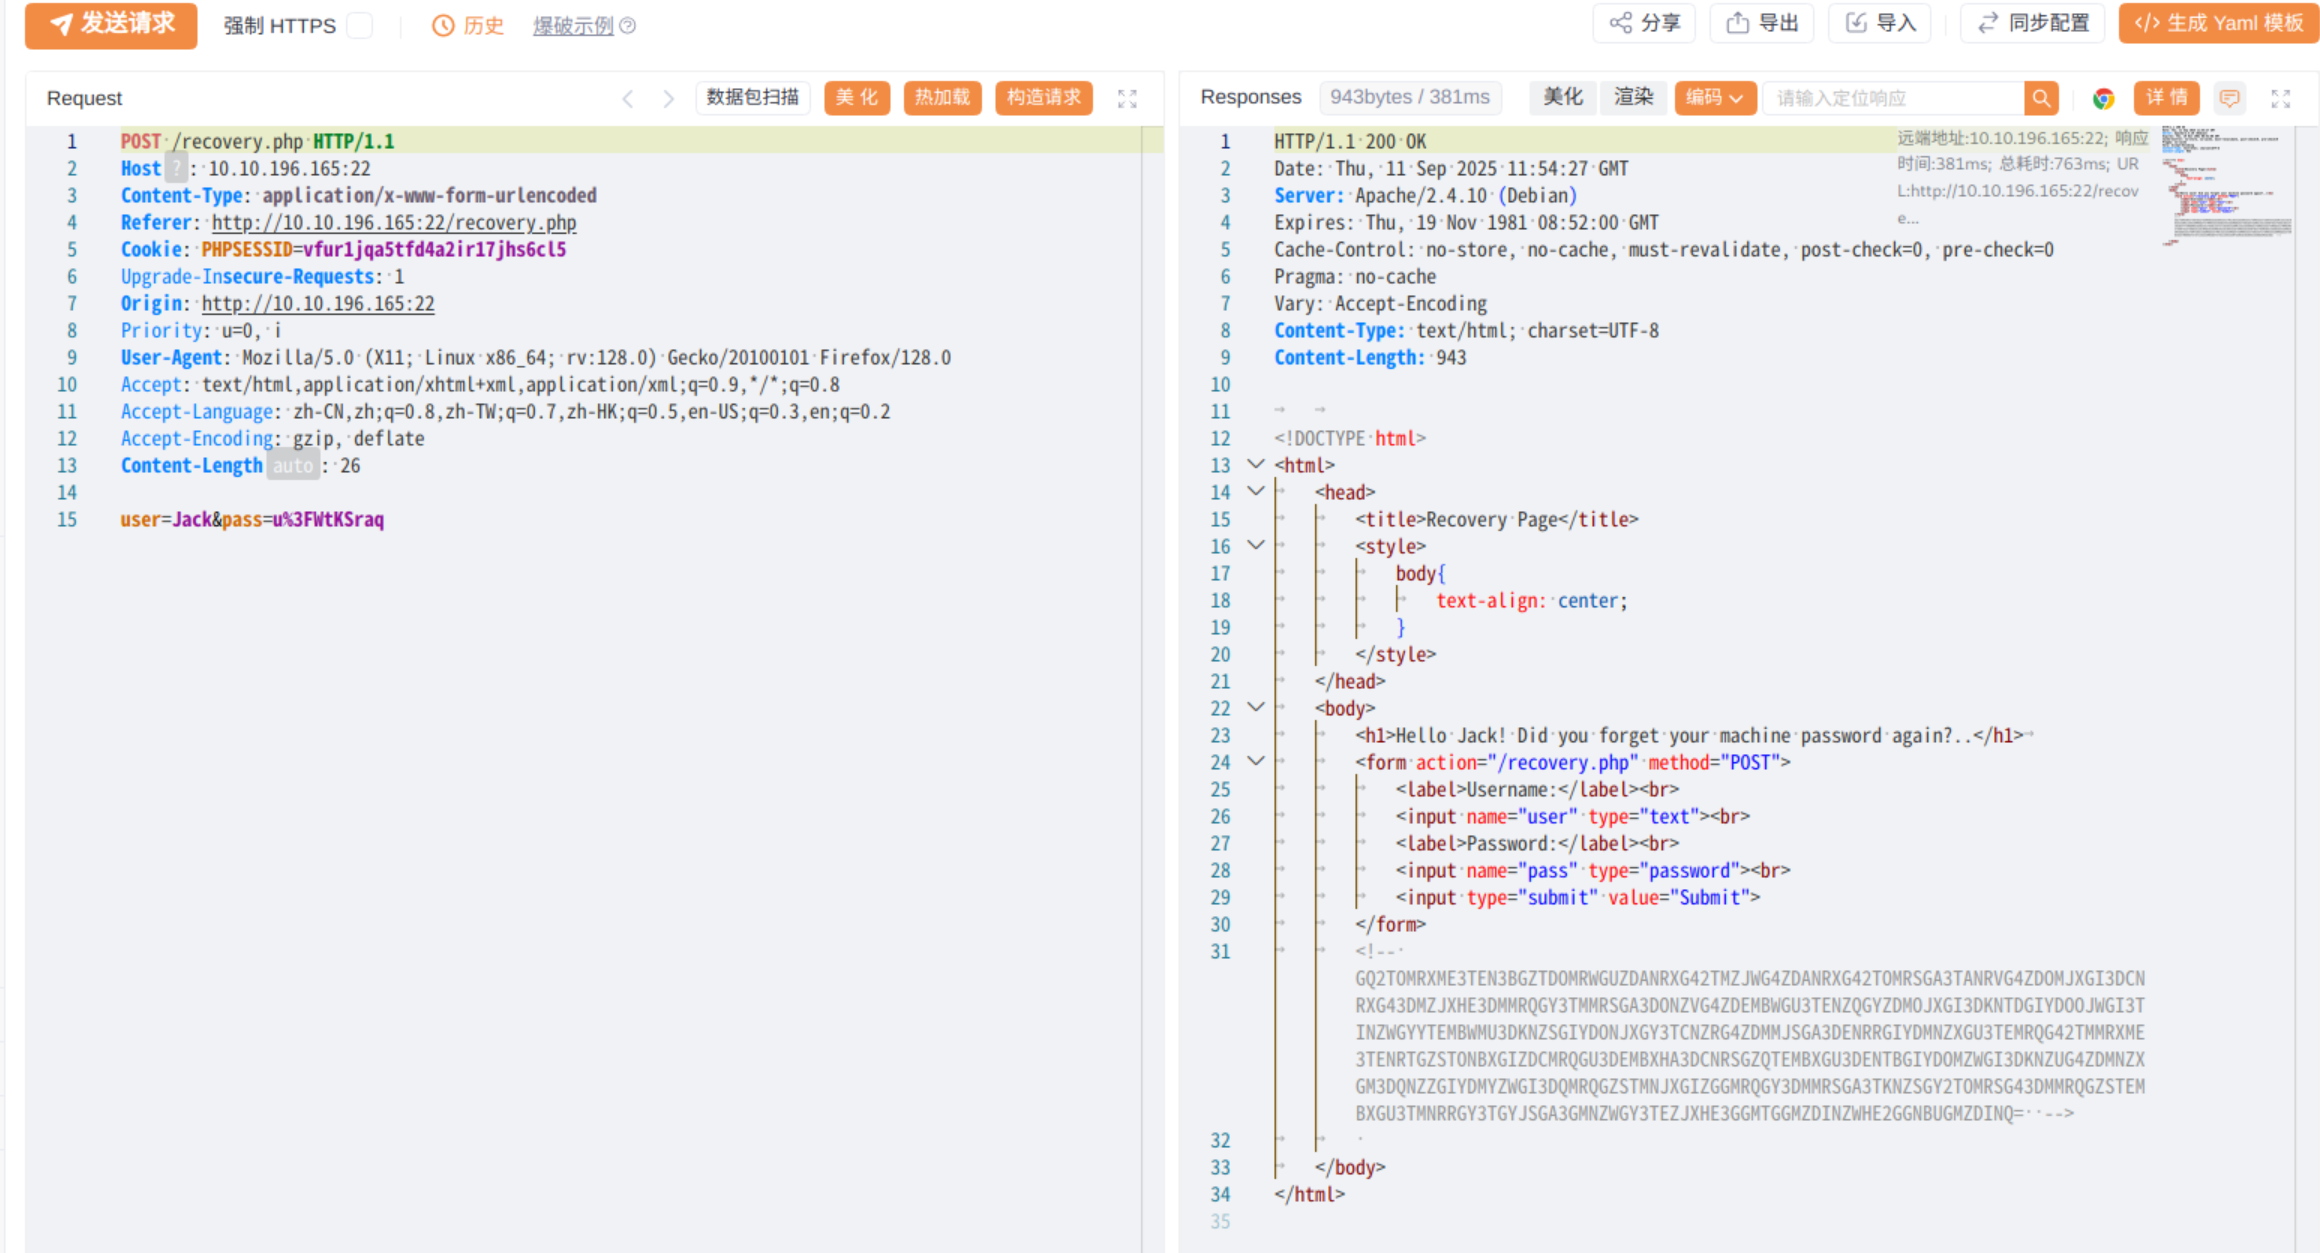 发送请求 强制 HTTPS 历史 爆破示例 分享 导出 导入 同步配置 </> 生成 Yaml 模板
Request 数据包扫描 美化 热加载 构造请求
1 POST /recovery.php HTTP/1.1
2 Host ? : 10.10.196.165:22
3 Content-Type: application/x-www-form-urlencoded
4 Referer: http://10.10.196.165:22/recovery.php
5 Cookie: PHPSESSID=vfur1jqa5tfd4a2ir17jhs6cl5
6 Upgrade-Insecure-Requests: 1
7 Origin: http://10.10.196.165:22
8 Priority: u=0, i
9 User-Agent: Mozilla/5.0 (X11; Linux x86_64; rv:128.0) Gecko/20100101 Firefox/128.0
10 Accept: text/html,application/xhtml+xml,application/xml;q=0.9,*/*;q=0.8
11 Accept-Language: zh-CN,zh;q=0.8,zh-TW;q=0.7,zh-HK;q=0.5,en-US;q=0.3,en;q=0.2
12 Accept-Encoding: gzip, deflate
13 Content-Length auto : 26
14
15 user=Jack&pass=u%3FWtKSraq
Responses 943bytes / 381ms 美化 渲染 编码 请输入定位响应 详情
远端地址:10.10.196.165:22; 响应
时间:381ms; 总耗时:763ms; UR
L:http://10.10.196.165:22/recov
e...
1 HTTP/1.1 200 OK
2 Date: Thu, 11 Sep 2025 11:54:27 GMT
3 Server: Apache/2.4.10 (Debian)
4 Expires: Thu, 19 Nov 1981 08:52:00 GMT
5 Cache-Control: no-store, no-cache, must-revalidate, post-check=0, pre-check=0
6 Pragma: no-cache
7 Vary: Accept-Encoding
8 Content-Type: text/html; charset=UTF-8
9 Content-Length: 943
10
11
12 <!DOCTYPE html>
13 <html>
14 <head>
15 <title>Recovery Page</title>
16 <style>
17 body{
18 text-align: center;
19 }
20 </style>
21 </head>
22 <body>
23 <h1>Hello Jack! Did you forget your machine password again?..</h1>
24 <form action="/recovery.php" method="POST">
25 <label>Username:</label><br>
26 <input name="user" type="text"><br>
27 <label>Password:</label><br>
28 <input name="pass" type="password"><br>
29 <input type="submit" value="Submit">
30 </form>
31 <!--
GQ2TOMRXME3TEN3BGZTDOMRWGUZDANRXG42TMZJWG4ZDANRXG42TOMRSGA3TANRVG4ZDOMJXGI3DCN
RXG43DMZJXHE3DMMRQGY3TMMRSGA3DONZVG4ZDEMBWGU3TENZQGYZDMOJXGI3DKNTDGIYDOOJWGI3T
INZWGYYTEMBWMU3DKNZSGIYDONJXGY3TCNZRG4ZDMMJSGA3DENRRGIYDMNZXGU3TEMRQG42TMMRXME
3TENRTGZSTONBXGIZDCMRQGU3DEMBXHA3DCNRSGZQTEMBXGU3DENTBGIYDOMZWGI3DKNZUG4ZDMNZX
GM3DQNZZGIYDMYZWGI3DQMRQGZSTMNJXGIZGGMRQGY3DMMRSGA3TKNZSGY2TOMRSG43DMMRQGZSTEM
BXGU3TMNRRGY3TGYJSGA3GMNZWGY3TEZJXHE3GGMTGGMZDINZWHE2GGNBUGMZDINQ= -->
32
33 </body>
34 </html>
35